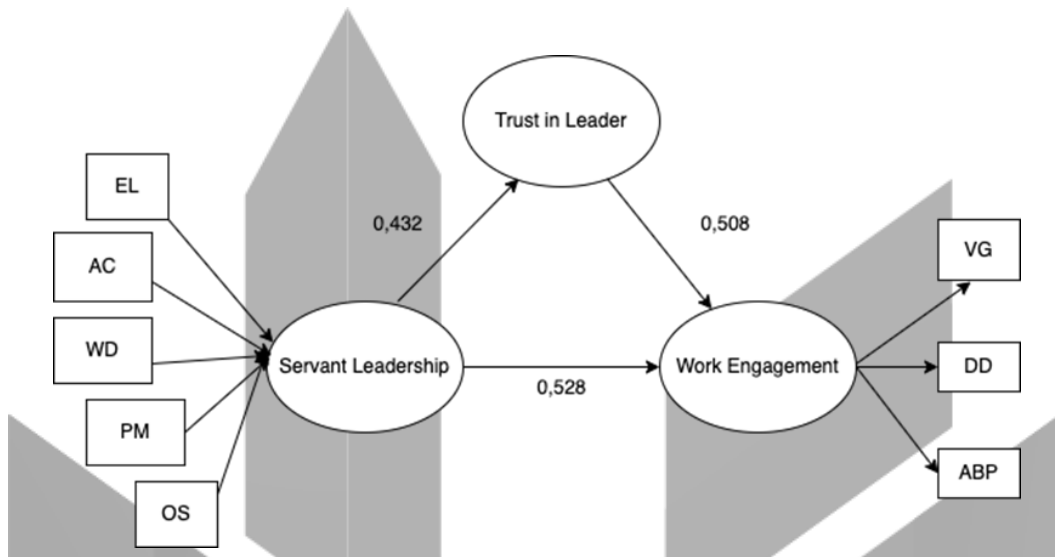 Trust in Leader
EL
0,432
0,508
VG
AC
WD
Servant Leadership
Work Engagement
DD
0,528
PM
ABP
OS